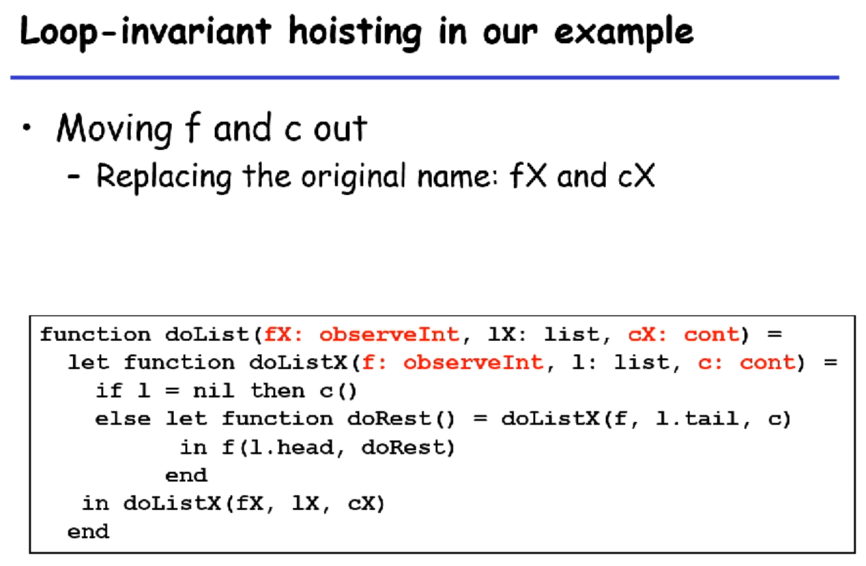 Loop-invariant hoisting in our example
• Moving f and c out
– Replacing the original name: fX and cX
function doList(fX: observeInt, lX: list, cX: cont) =
let function doListX(f: observeInt, l: list, c: cont) =
if l = nil then c()
else let function doRest() = doListX(f, l.tail, c)
in f(l.head, doRest)
end
in doListX(fX, lX, cX)
end